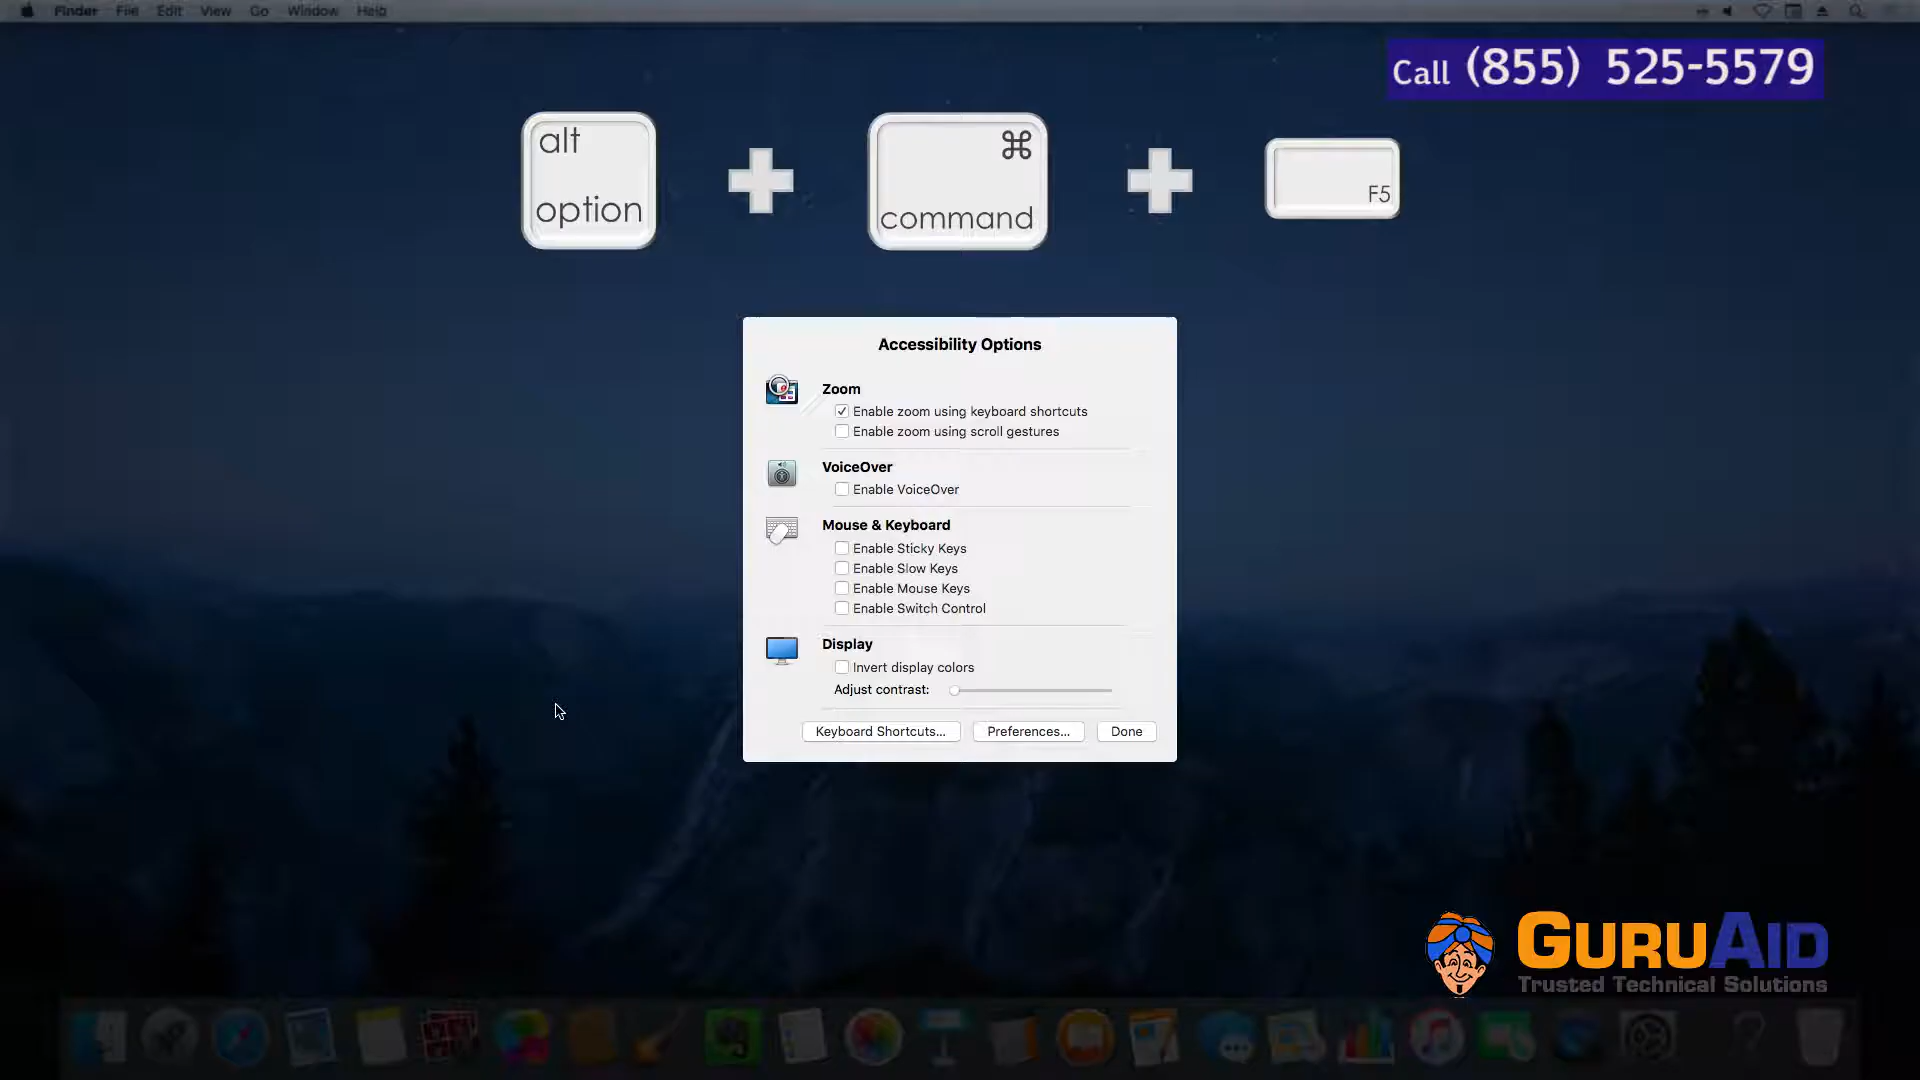 Finder File Edit View Go Window Help
Call (855) 525-5579
alt
option
⌘
command
F5
Accessibility Options
Zoom
Enable zoom using keyboard shortcuts
Enable zoom using scroll gestures
VoiceOver
Enable VoiceOver
Mouse & Keyboard
Enable Sticky Keys
Enable Slow Keys
Enable Mouse Keys
Enable Switch Control
Display
Invert display colors
Adjust contrast:
Keyboard Shortcuts... Preferences... Done
GURUAID
Trusted Technical Solutions